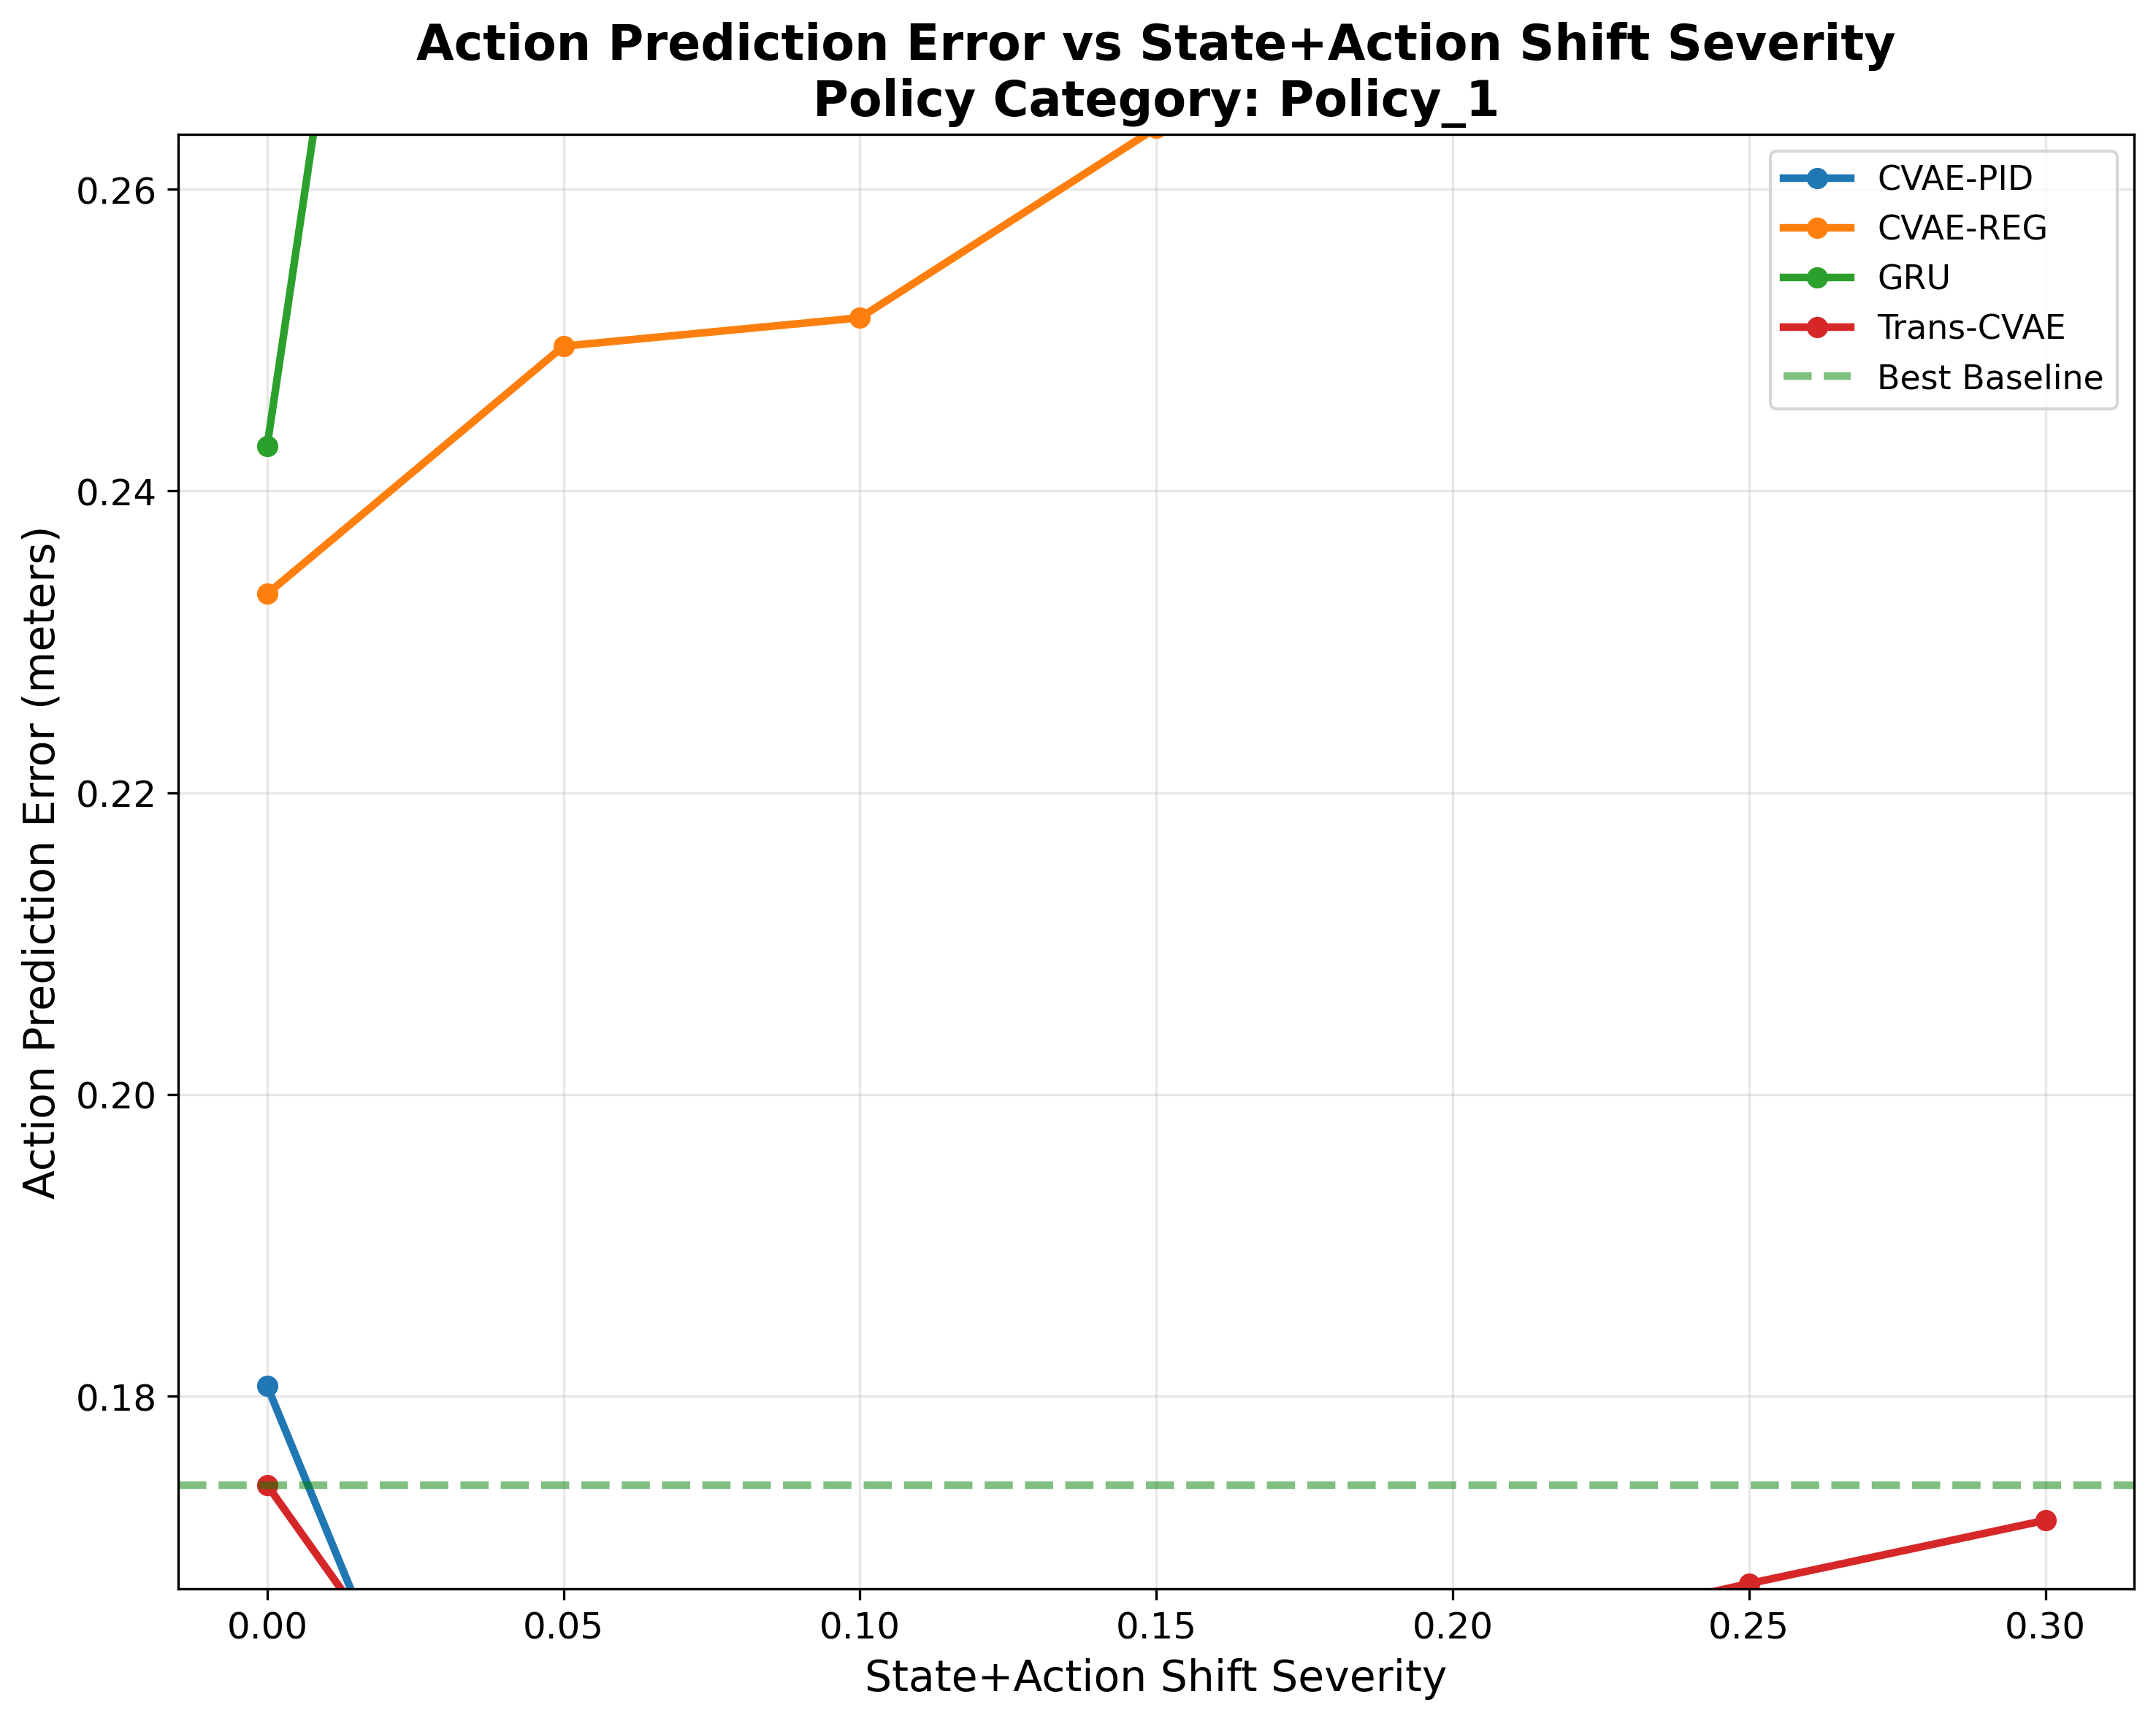 Action Prediction Error vs State+Action Shift Severity
Policy Category: Policy_1
Action Prediction Error (meters)
0.26
0.24
0.22
0.20
0.18
CVAE-PID
CVAE-REG
GRU
Trans-CVAE
Best Baseline
0.00 0.05 0.10 0.15 0.20 0.25 0.30
State+Action Shift Severity